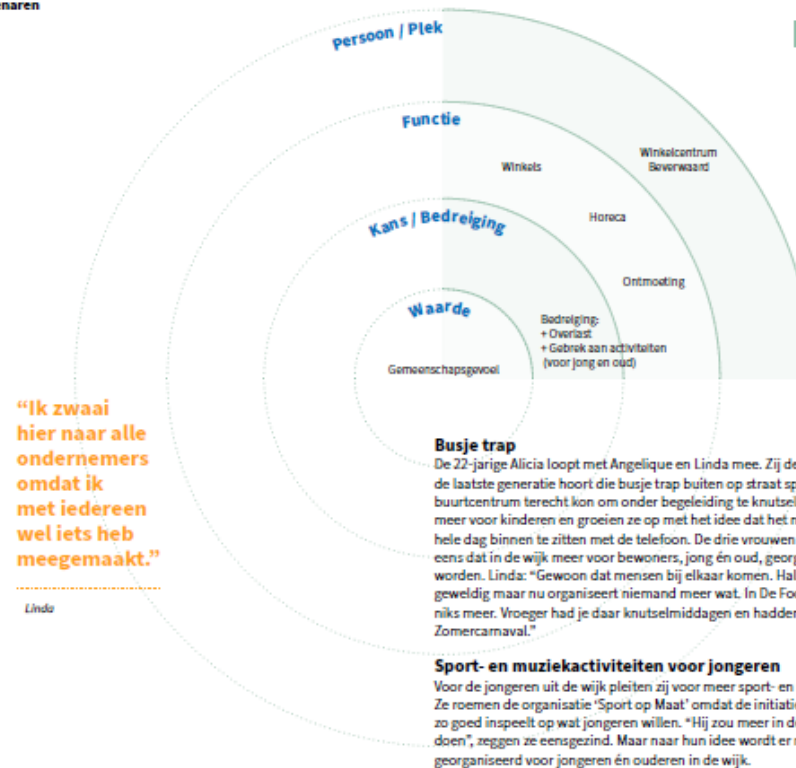 Persoon / Plek
Functie
Winkels
Winkelcentrum
Beverwaard
Horeca
Kans / Bedreiging
Ontmoeting
Waarde
Bedreiging:
+ Overlast
+ Gebrek aan activiteiten
(voor jong en oud)
Gemeenschapsgevoel
“Ik zwaai
hier naar alle
ondernemers
omdat ik
met iedereen
wel iets heb
meegemaakt.”
Linda
Busje trap
De 22-jarige Alicia loopt met Angelique en Linda mee. Zij
de laatste generatie hoort die busje trap buiten op straat
buurtcentrum terecht kon om onder begeleiding te
meer voor kinderen en groeien ze op met het idee dat het
hele dag binnen te zitten met de telefoon. De drie vrouwen
eens dat in de wijk meer voor bewoners, jong én oud,
worden. Linda: “Gewoon dat mensen bij elkaar komen.
geweldig maar nu organiseert niemand meer wat. In De
niks meer. Vroeger had je daar knutselmiddagen en
Zomercarnaval.”
Sport- en muziekactiviteiten voor jongeren
Voor de jongeren uit de wijk pleiten zij voor meer sport- en
Ze roemen de organisatie ‘Sport op Maat’ omdat de
zo goed inspeelt op wat jongeren willen. “Hij zou meer in
doen”, zeggen ze eensgezind. Maar naar hun idee wordt er
georganiseerd voor jongeren én ouderen in de wijk.